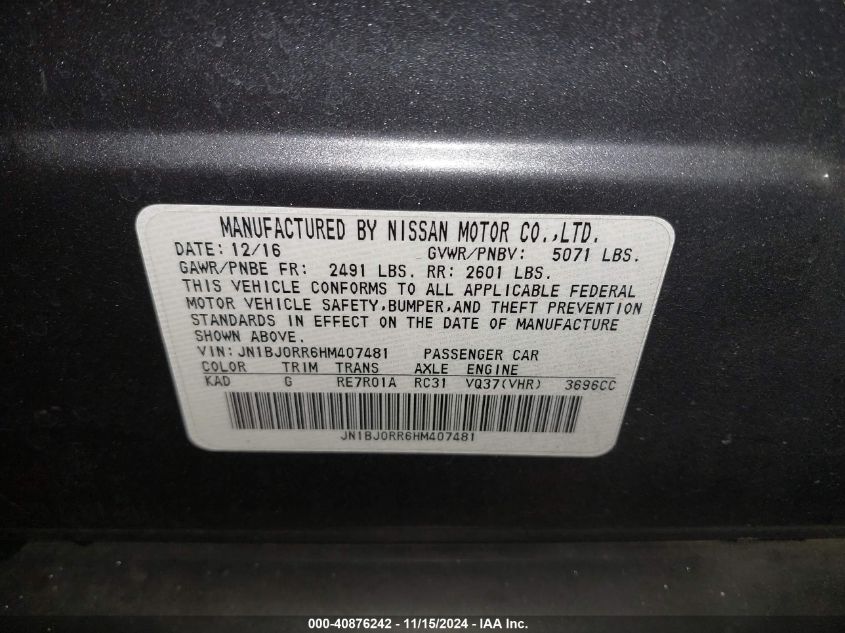 MANUFACTURED BY NISSAN MOTOR CO.,LTD.
DATE: 12/16 GVWR/PNBV: 5071 LBS.
GAWR/PNBE FR: 2491 LBS. RR: 2601 LBS.
THIS VEHICLE CONFORMS TO ALL APPLICABLE FEDERAL
MOTOR VEHICLE SAFETY,BUMPER,AND THEFT PREVENTION
STANDARDS IN EFFECT ON THE DATE OF MANUFACTURE
SHOWN ABOVE.
VIN: JN1BJ0RR6HM407481 PASSENGER CAR
COLOR TRIM TRANS AXLE ENGINE
KAD G RE7R01A RC31 VQ37(VHR) 3696CC
JN1BJ0RR6HM407481
000-40876242 - 11/15/2024 - IAA Inc.